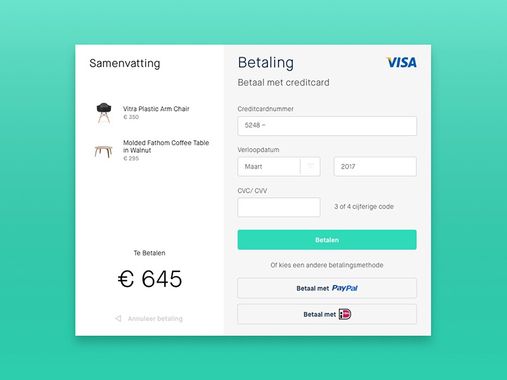 Samenvatting
Vitra Plastic Arm Chair
€ 350
Molded Fathom Coffee Table
in Walnut
€ 295
Te Betalen
€ 645
Annuleer betaling
Betaling
VISA
Betaal met creditcard
Creditcardnummer
5248 –
Verloopdatum
Maart
2017
CVC/ CVV
3 of 4 cijferige code
Betalen
Of kies een andere betalingsmethode
Betaal met PayPal
Betaal met iD